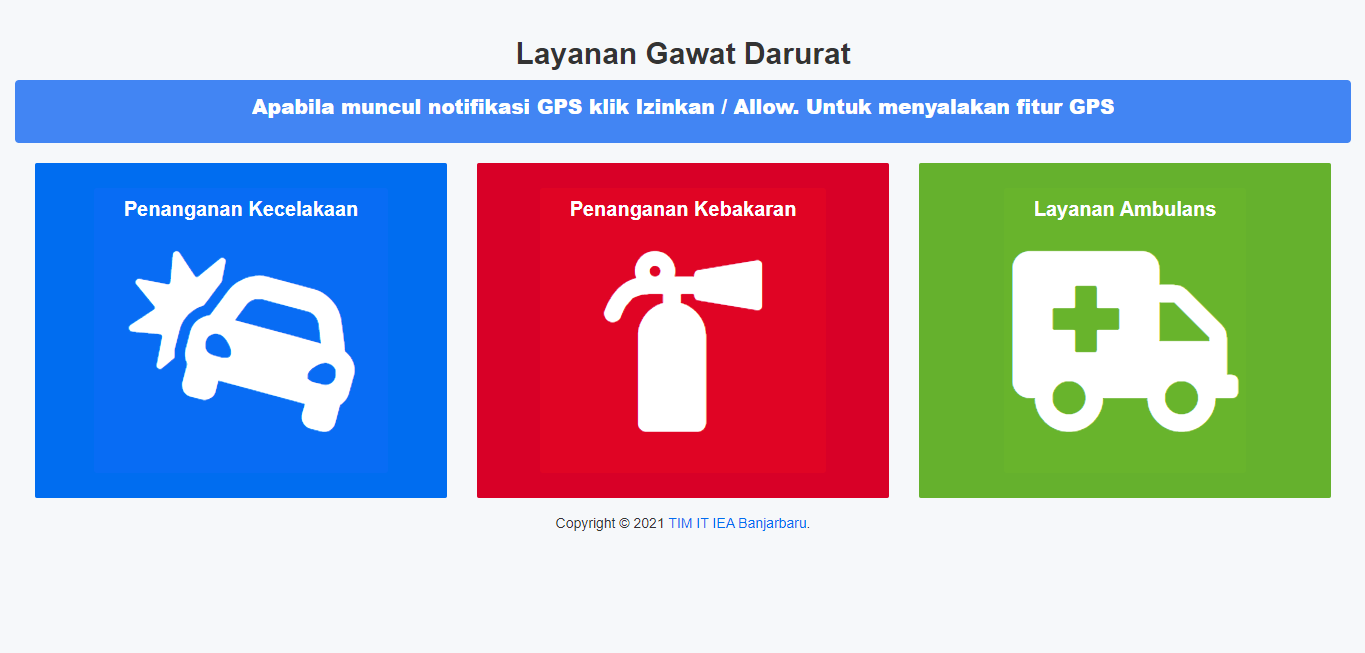 Layanan Gawat Darurat
Apabila muncul notifikasi GPS klik Izinkan / Allow. Untuk menyalakan fitur GPS
Penanganan Kecelakaan
Penanganan Kebakaran
Layanan Ambulans
Copyright © 2021 TIM IT IEA Banjarbaru.